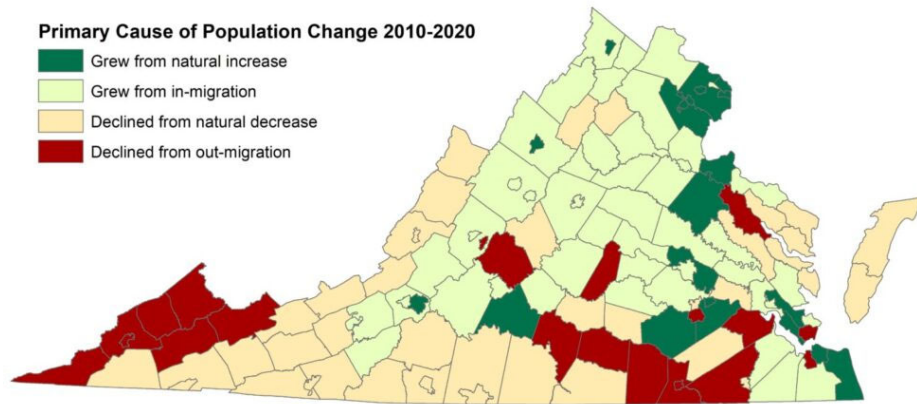 Primary Cause of Population Change 2010-2020
Grew from natural increase
Grew from in-migration
Declined from natural decrease
Declined from out-migration